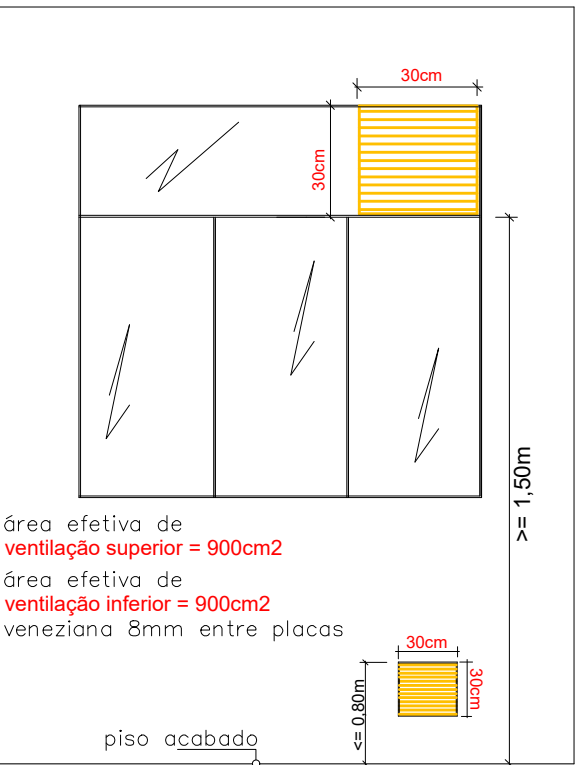 30cm
30cm
>= 1,50m
área efetiva de
ventilação superior = 900cm2
área efetiva de
ventilação inferior = 900cm2
veneziana 8mm entre placas
30cm
30cm
<= 0,80m
piso acabado